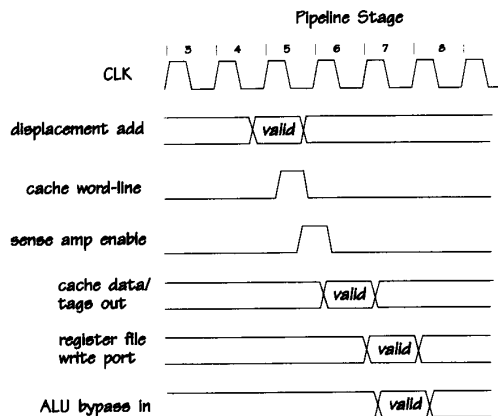 Pipeline Stage
3 4 5 6 7 8
CLK
displacement add
valid
cache word-line
sense amp enable
cache data/
tags out
valid
register file
write port
valid
ALU bypass in
valid